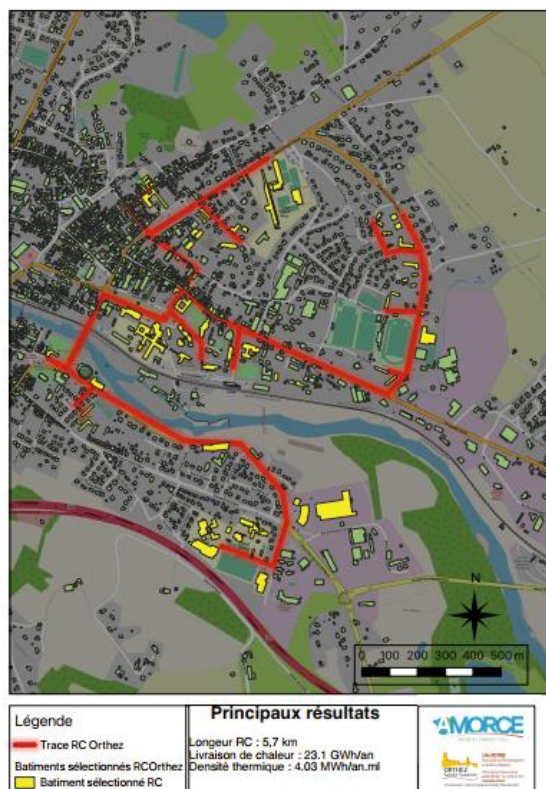 N
0 100 200 300 400 500 m
Légende
Trace RC Orthez
Batiments sélectionnés RCOrthez
Batiment sélectionné RC
Principaux résultats
Longeur RC : 5,7 km
Livraison de chaleur : 23.1 GWh/an
Densité thermique : 4.03 MWh/an.ml
AMORCE
ORTHEZ